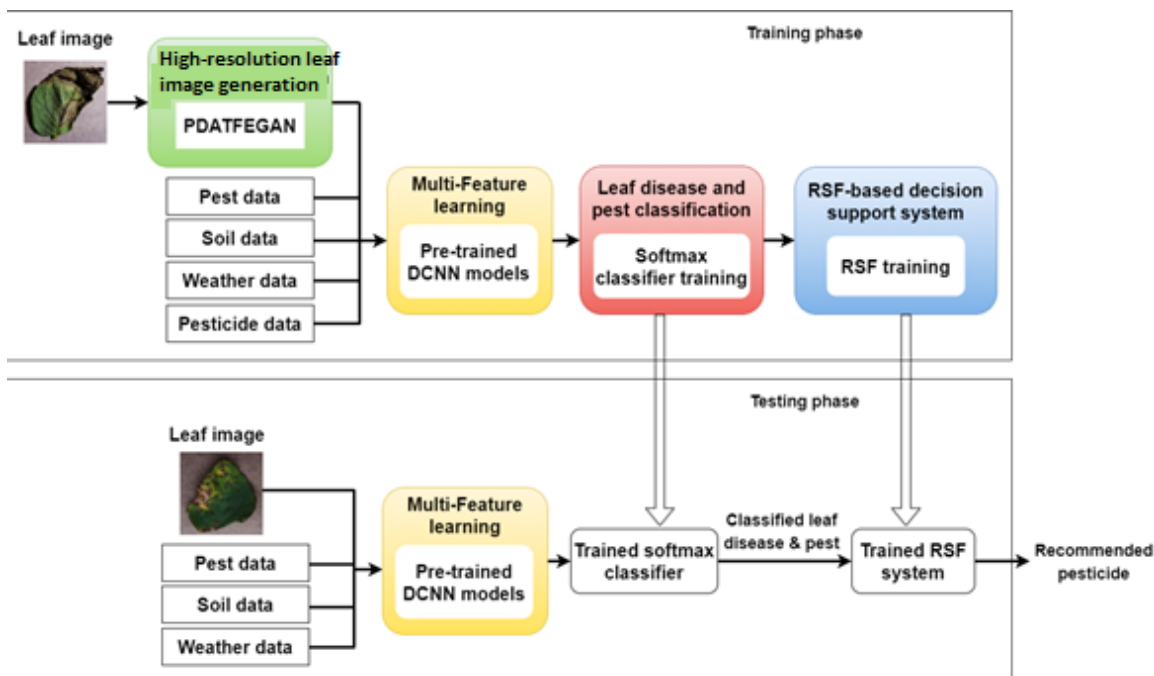 Training phase
Leaf image
High-resolution leaf
image generation
PDATFEGAN
Pest data
Soil data
Weather data
Pesticide data
Multi-Feature
learning
Pre-trained
DCNN models
Leaf disease and
pest classification
Softmax
classifier training
RSF-based decision
support system
RSF training
Testing phase
Leaf image
Pest data
Soil data
Weather data
Multi-Feature
learning
Pre-trained
DCNN models
Trained softmax
classifier
Classified leaf
disease & pest
Trained RSF
system
Recommended
pesticide